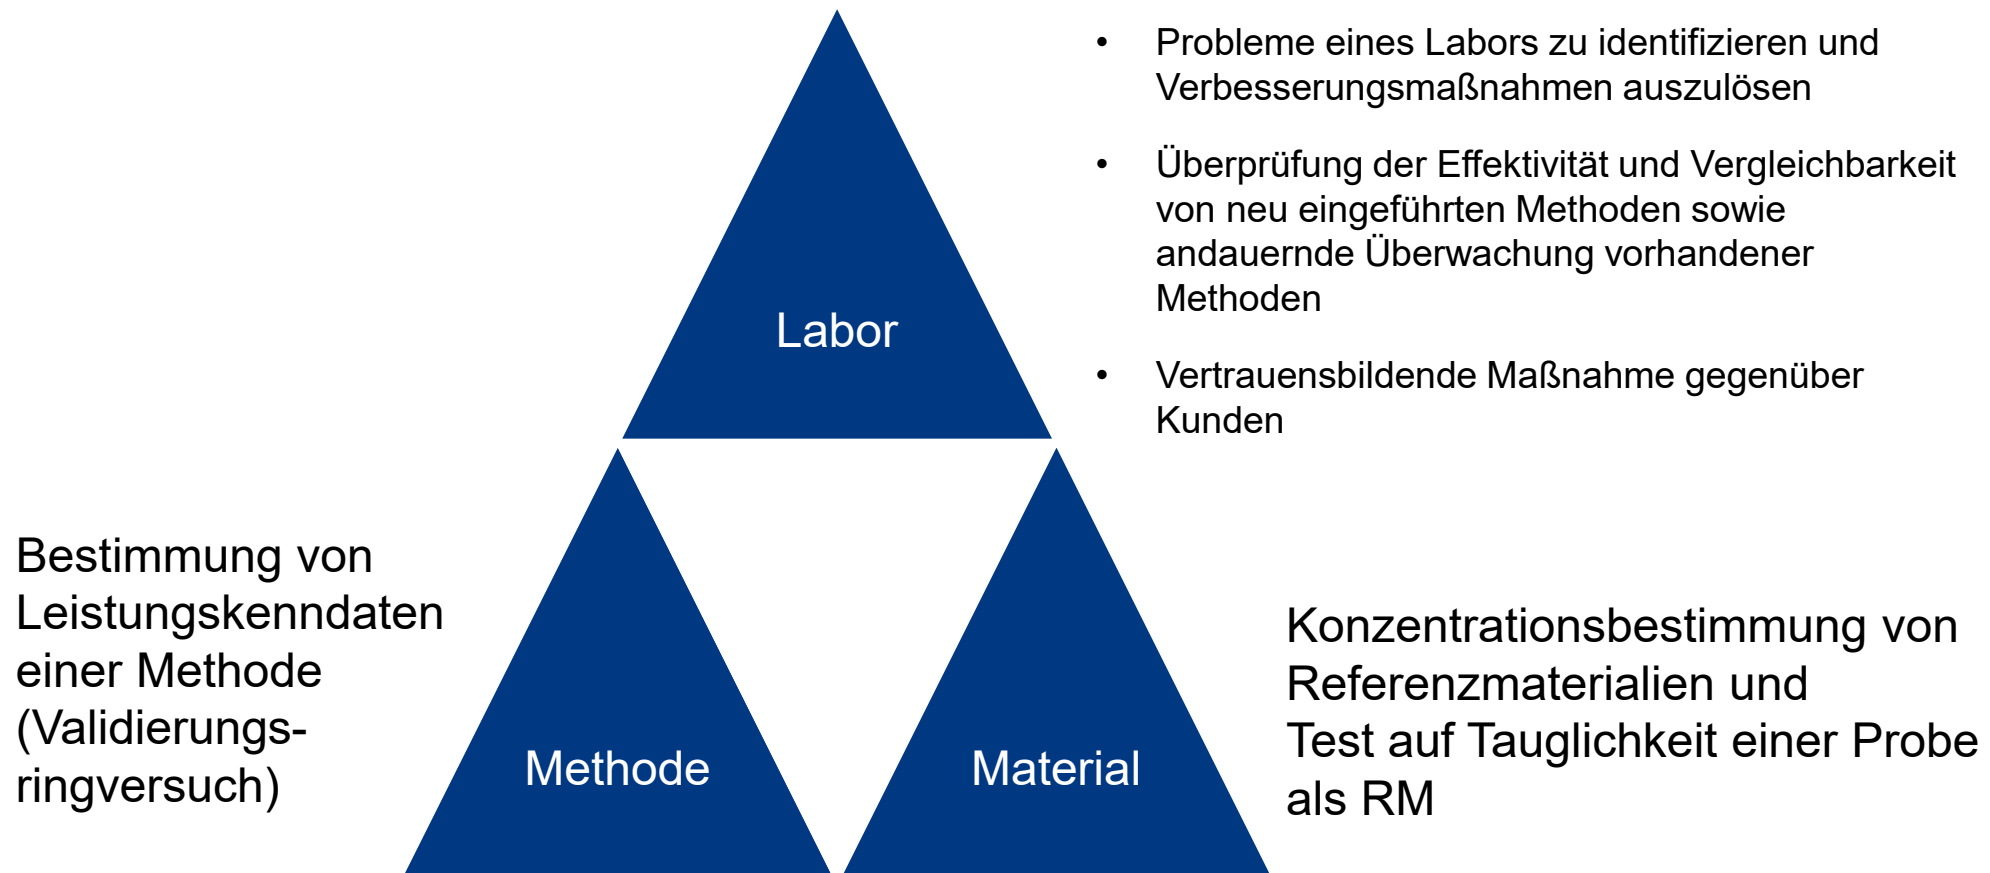 • Probleme eines Labors zu identifizieren und
Verbesserungsmaßnahmen auszulösen
• Überprüfung der Effektivität und Vergleichbarkeit
von neu eingeführten Methoden sowie
andauernde Überwachung vorhandener
Methoden
• Vertrauensbildende Maßnahme gegenüber
Kunden
Labor
Bestimmung von
Leistungskenndaten
einer Methode
(Validierungs-
ringversuch)
Methode
Material
Konzentrationsbestimmung von
Referenzmaterialien und
Test auf Tauglichkeit einer Probe
als RM